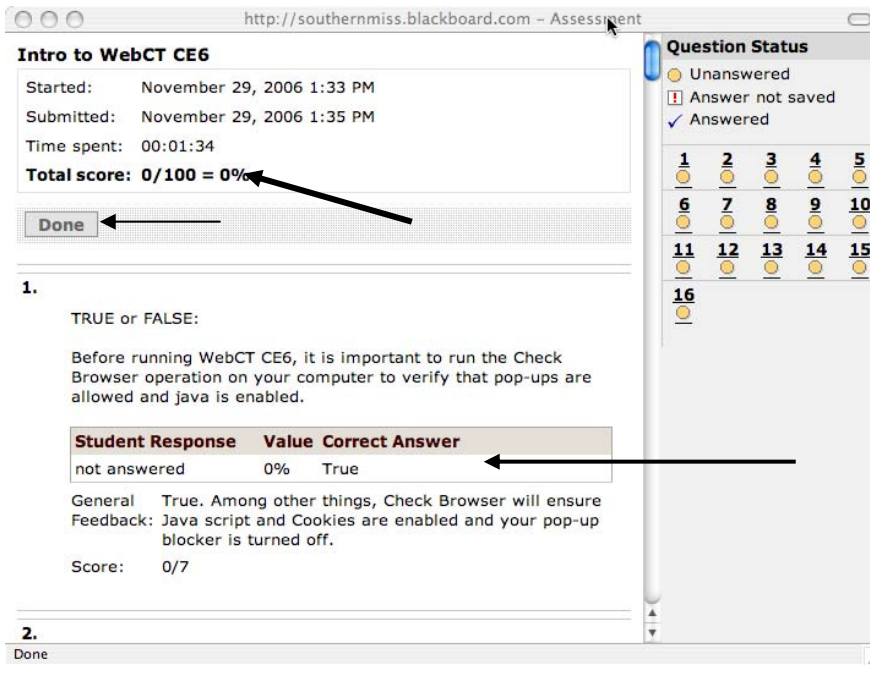 http://southernmiss.blackboard.com – Assessment
Intro to WebCT CE6
Started: November 29, 2006 1:33 PM
Submitted: November 29, 2006 1:35 PM
Time spent: 00:01:34
Total score: 0/100 = 0%
Done
1.
TRUE or FALSE:
Before running WebCT CE6, it is important to run the Check
Browser operation on your computer to verify that pop-ups are
allowed and java is enabled.
Student Response Value Correct Answer
not answered 0% True
General True. Among other things, Check Browser will ensure
Feedback: Java script and Cookies are enabled and your pop-up
blocker is turned off.
Score: 0/7
2.
Done
Question Status
Unanswered
! Answer not saved
Answered
1 2 3 4 5
6 7 8 9 10
11 12 13 14 15
16